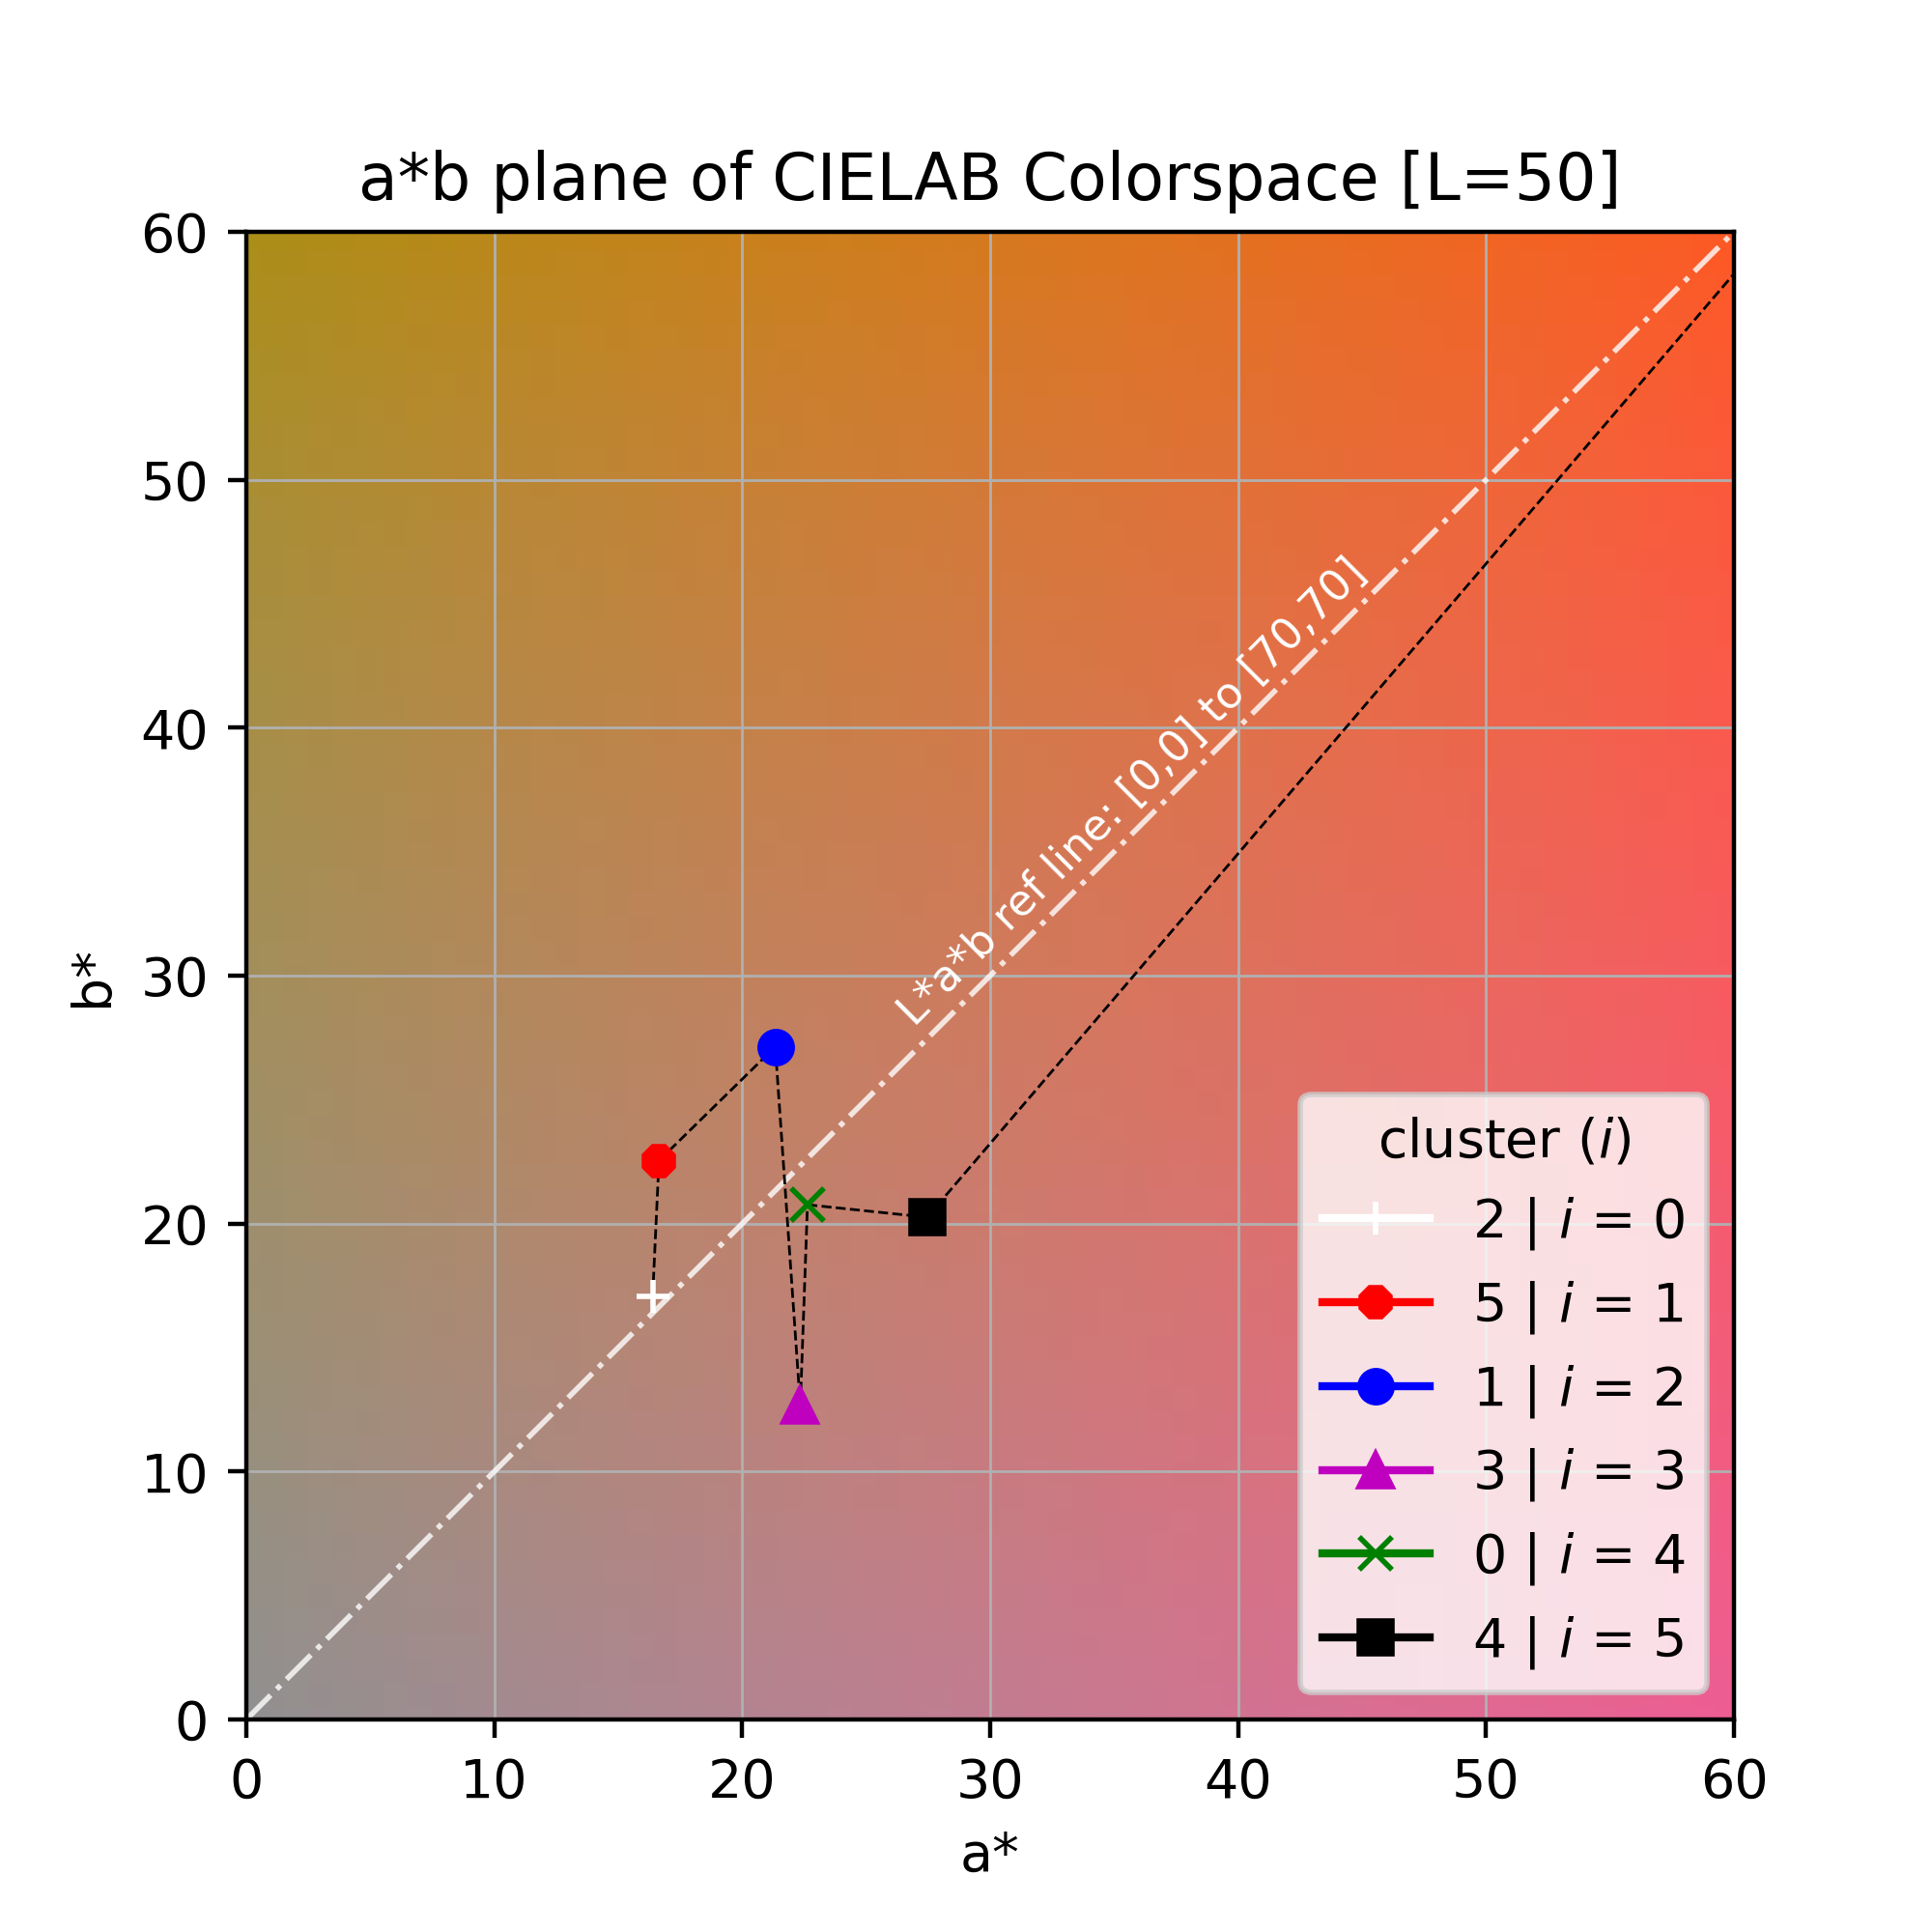 a*b plane of CIELAB Colorspace [L=50]
60
50
40
30
20
10
0
b*
L*a*b ref line: [0,0] to [70,70]
cluster (i)
2 | i = 0
5 | i = 1
1 | i = 2
3 | i = 3
0 | i = 4
4 | i = 5
0 10 20 30 40 50 60
a*